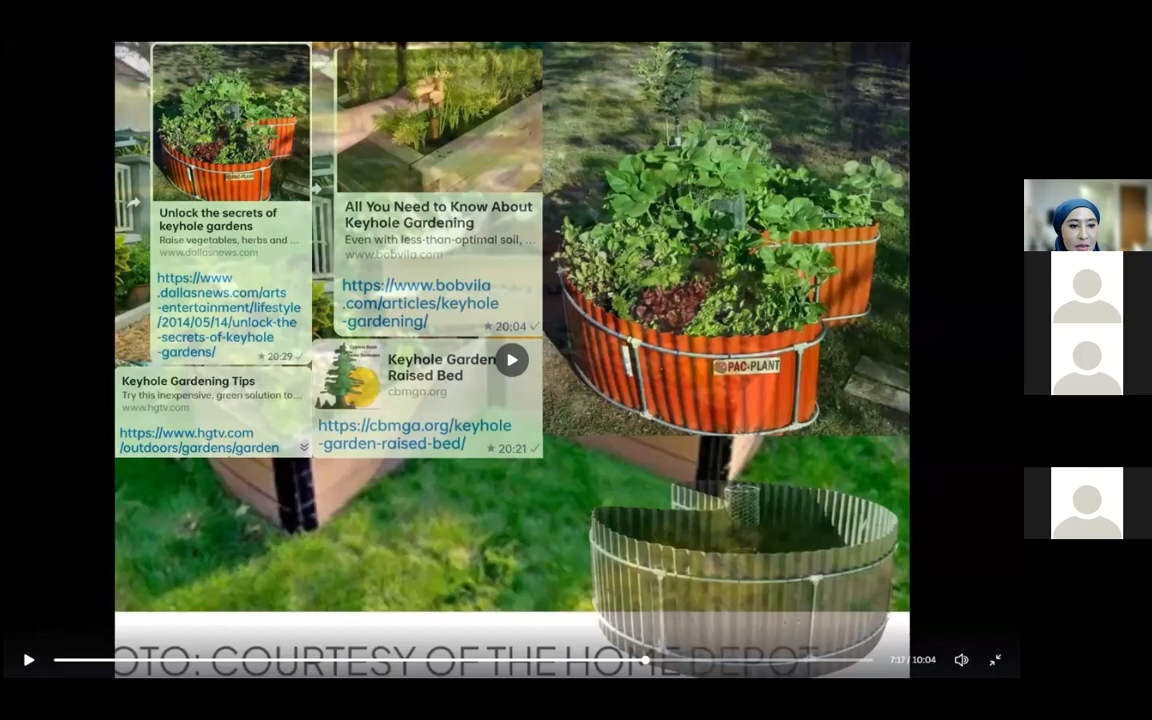 Unlock the secrets of
keyhole gardens
Raise vegetables, herbs and ...
www.dallasnews.com
https://www
.dallasnews.com/arts
-entertainment/lifestyle
/2014/05/14/unlock-the
-secrets-of-keyhole
-gardens/
★ 20:29 ✓
All You Need to Know About
Keyhole Gardening
Even with less-than-optimal soil, ...
www.bobvila.com
https://www.bobvila
.com/articles/keyhole
-gardening/
★ 20:04 ✓
Keyhole Gardening Tips
Try this inexpensive, green solution to...
www.hgtv.com
https://www.hgtv.com
/outdoors/gardens/garden
Keyhole Garden
Raised Bed
cbmga.org
https://cbmga.org/keyhole
-garden-raised-bed/
★ 20:21 ✓
PAC-PLANT
OTO: COURTESY OF THE HOME DEPOT
7:17 / 10:04